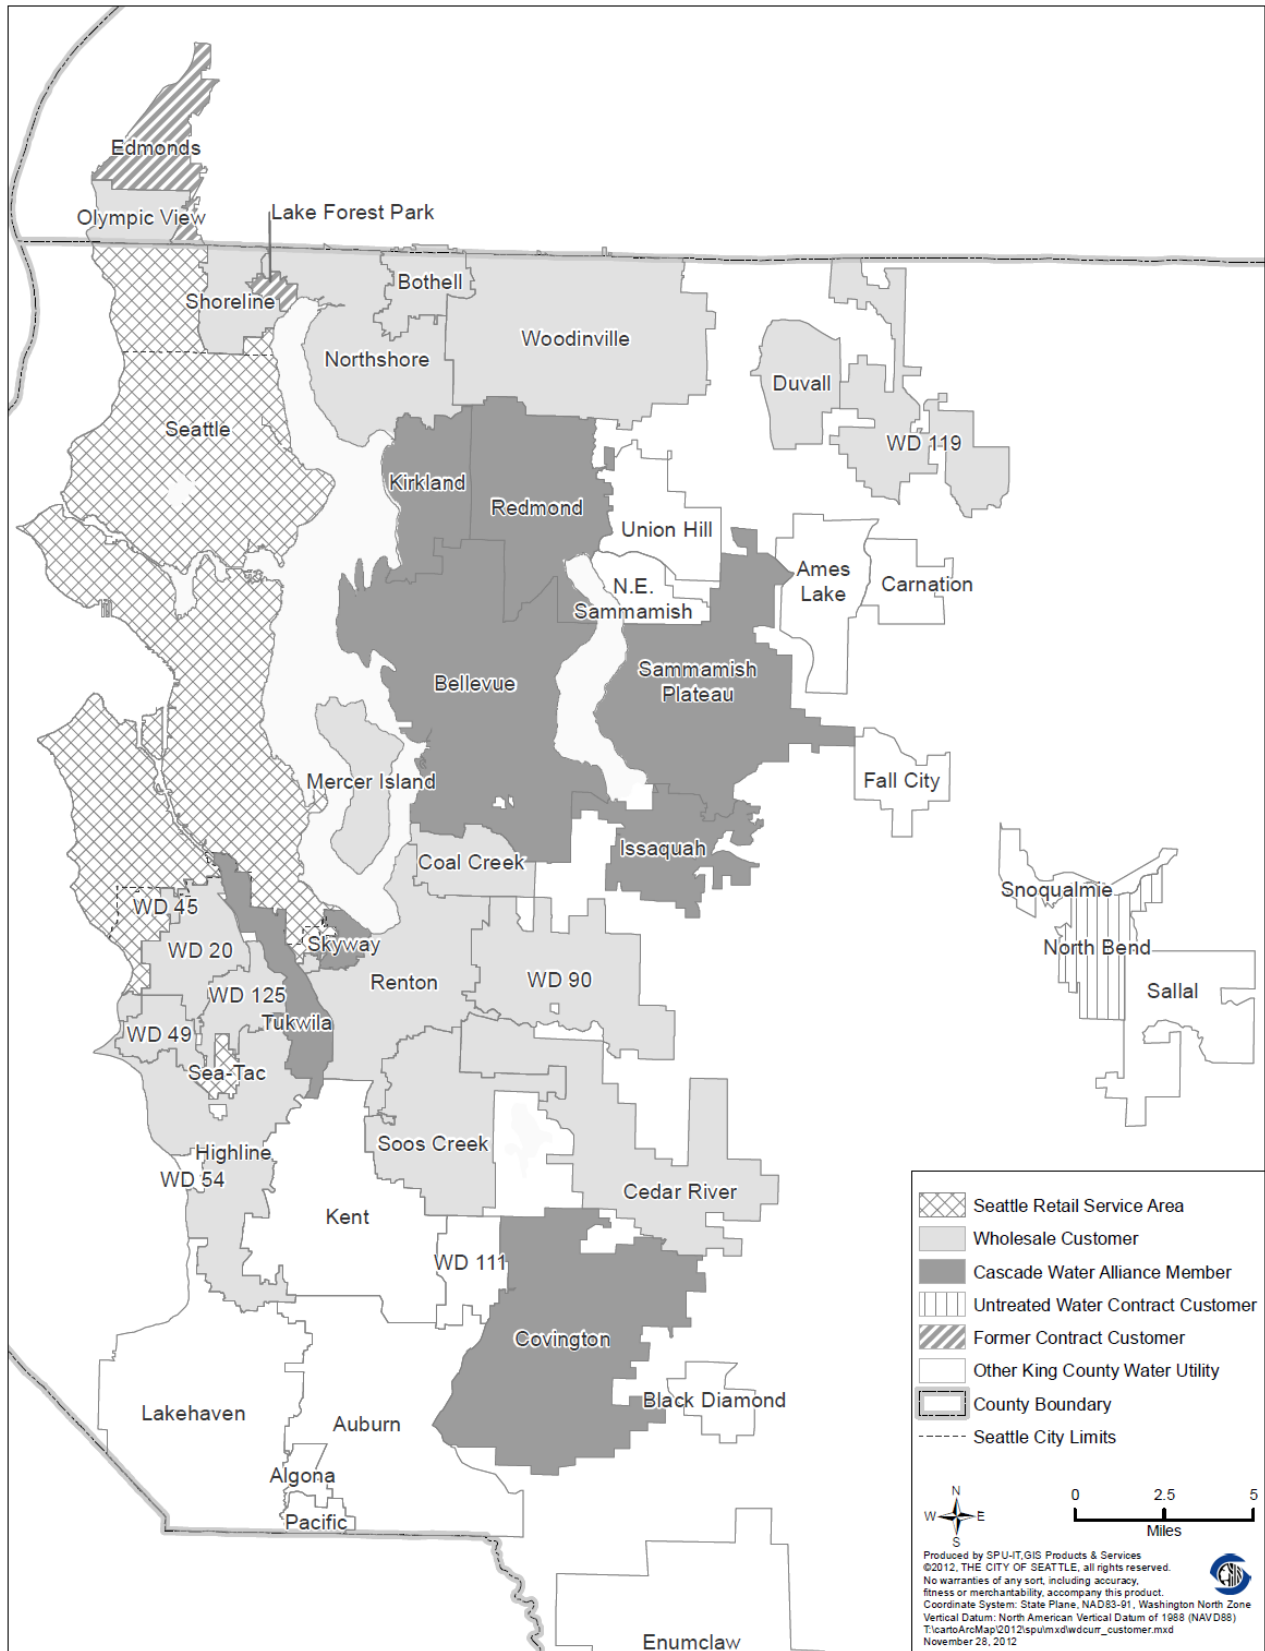 Edmonds
Olympic View
Lake Forest Park
Bothell
Shoreline
Woodinville
Northshore
Duvall
Seattle
WD 119
Kirkland
Redmond
Union Hill
Ames
Lake
Carnation
N.E.
Sammamish
Sammamish
Plateau
Bellevue
Mercer Island
Fall City
Issaquah
Coal Creek
Snoqualmie
WD 45
Skyway
North Bend
WD 20
Renton
WD 90
Sallal
WD 125
Tukwila
WD 49
Sea-Tac
Soos Creek
Highline
WD 54
Cedar River
Kent
WD 111
Covington
Black Diamond
Lakehaven
Auburn
Algona
Pacific
Enumclaw
Seattle Retail Service Area
Wholesale Customer
Cascade Water Alliance Member
Untreated Water Contract Customer
Former Contract Customer
Other King County Water Utility
County Boundary
Seattle City Limits
N
W E
S
0 2.5 5
Miles
Produced by SPU-IT,GIS Products & Services
©2012, THE CITY OF SEATTLE, all rights reserved.
No warranties of any sort, including accuracy,
fitness or merchantability, accompany this product.
Coordinate System: State Plane, NAD83-91, Washington North Zone
Vertical Datum: North American Vertical Datum of 1988 (NAVD88)
T:\cartoArcMap\2012\spu\mxd\wdcurr_customer.mxd
November 28, 2012